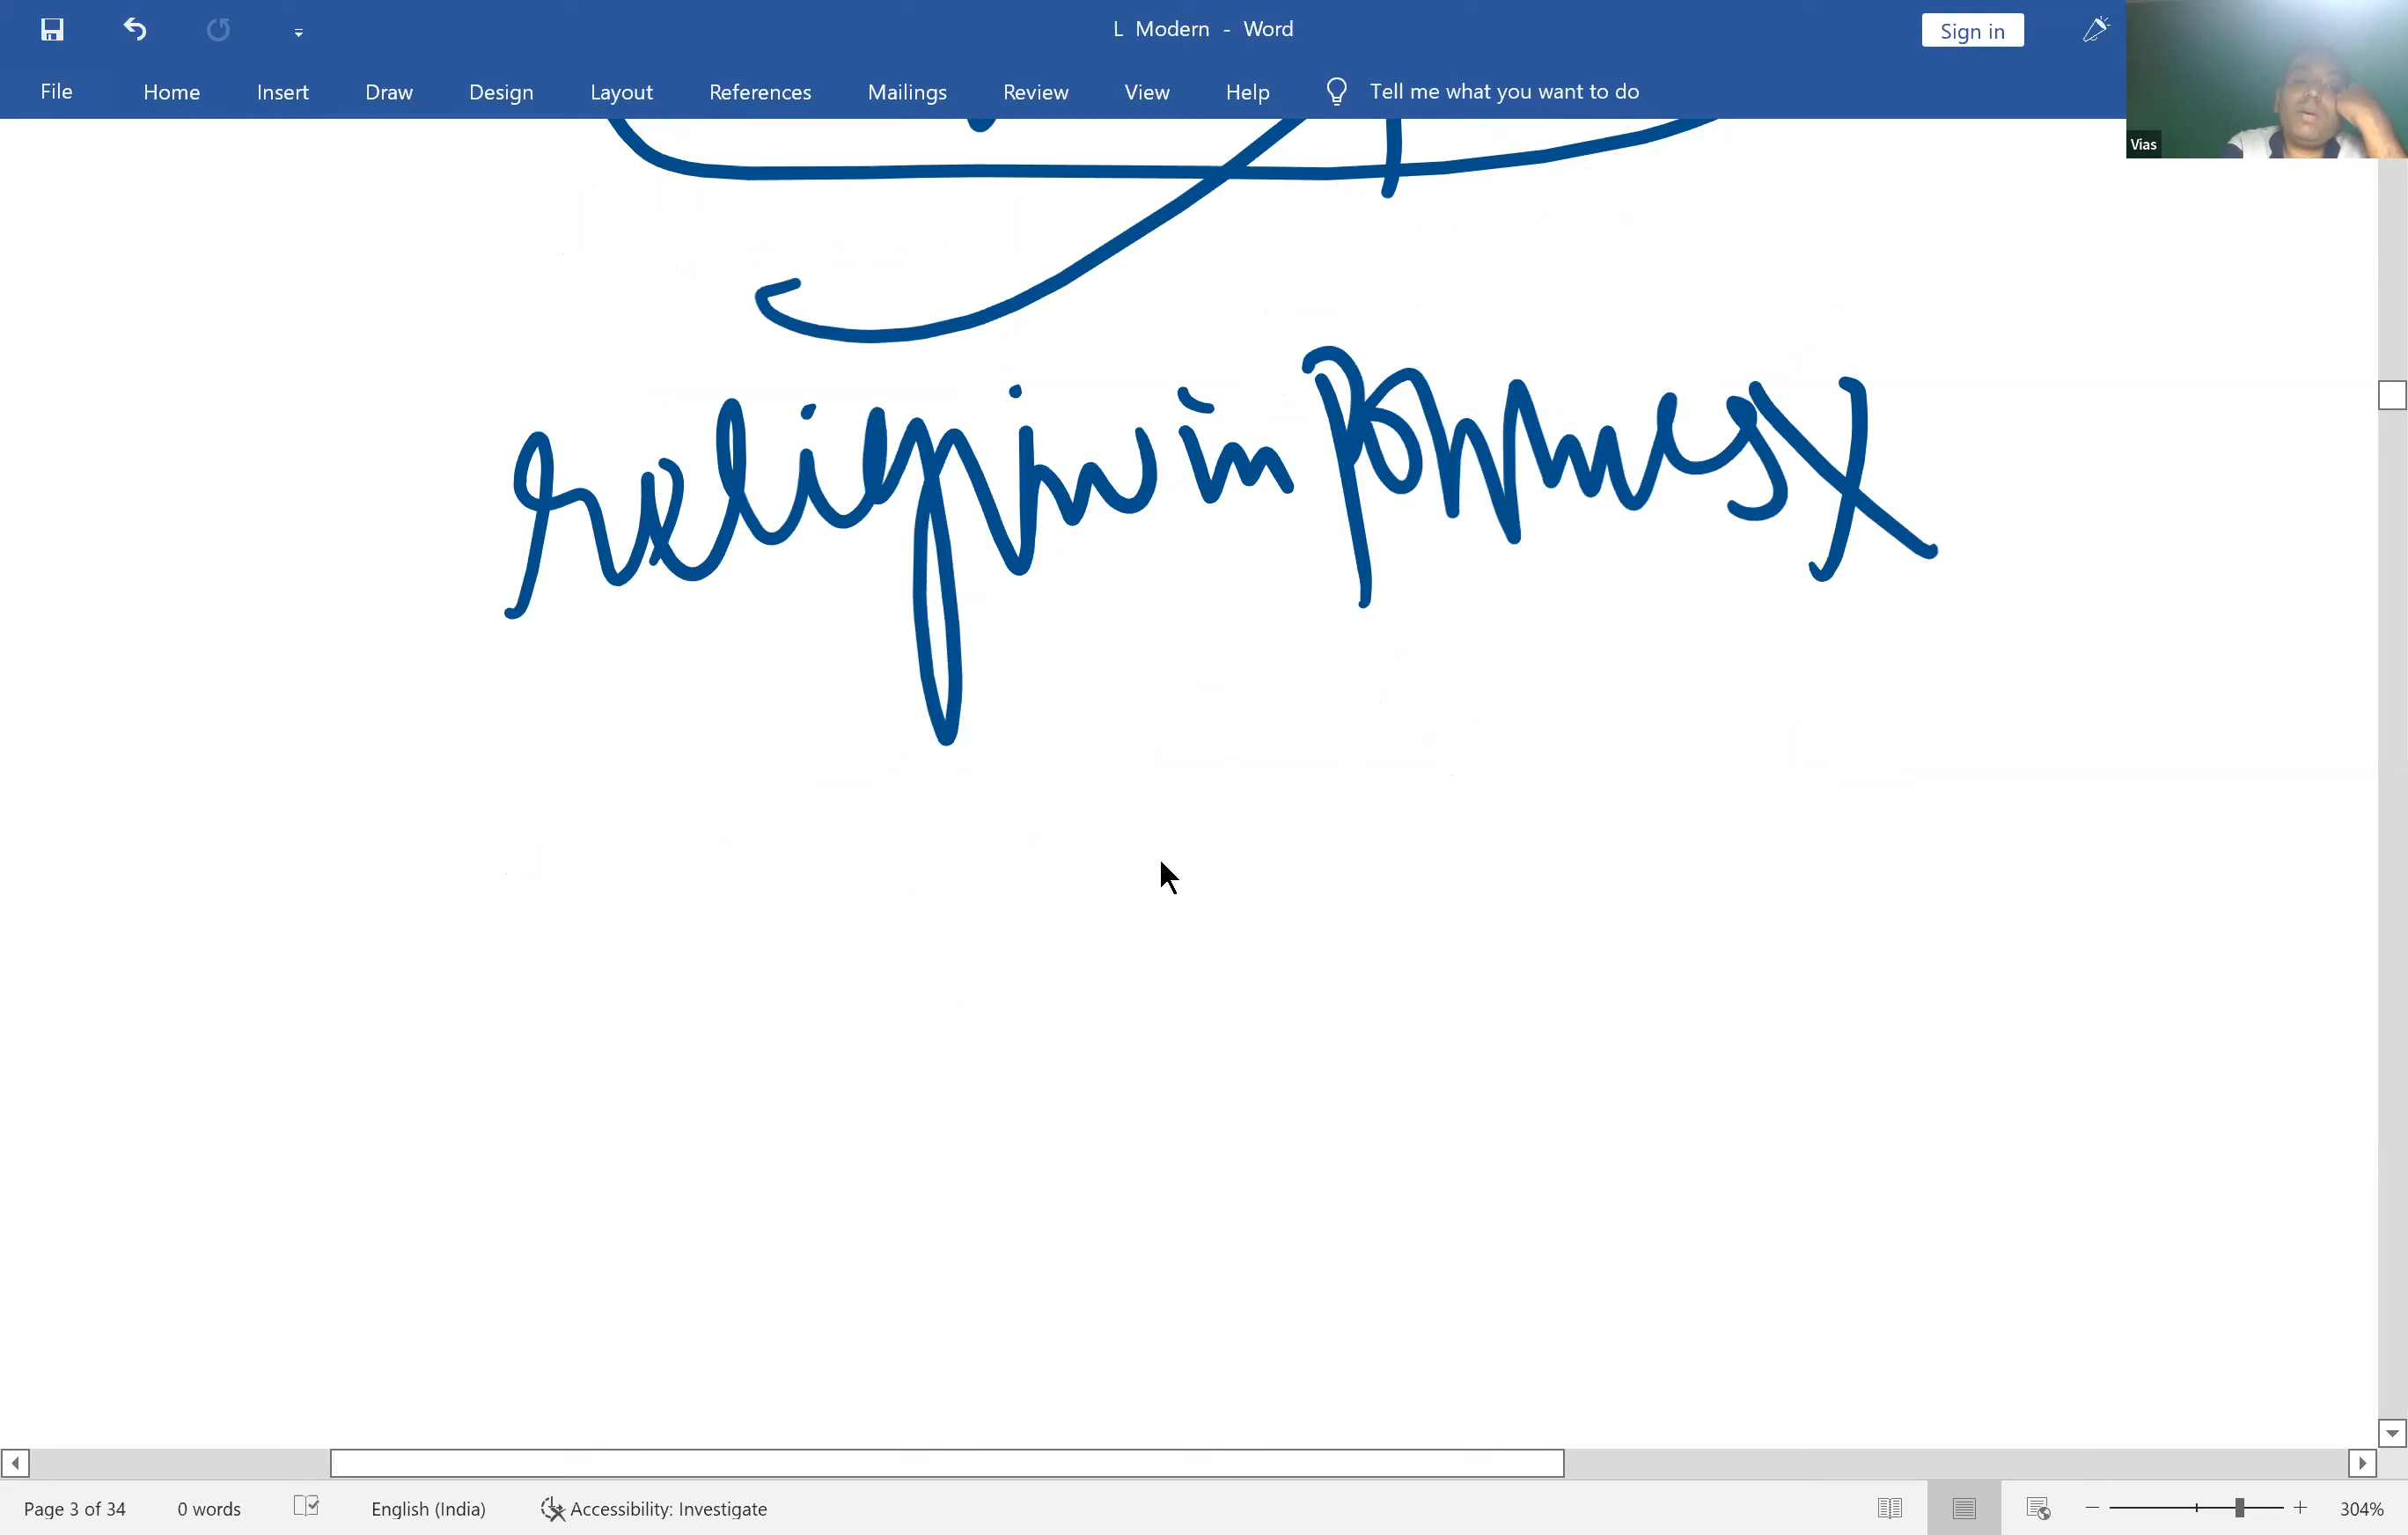 L Modern - Word
Sign in
File Home Insert Draw Design Layout References Mailings Review View Help Tell me what you want to do
Vias
religion in politics X
Page 3 of 34 0 words English (India) Accessibility: Investigate 304%